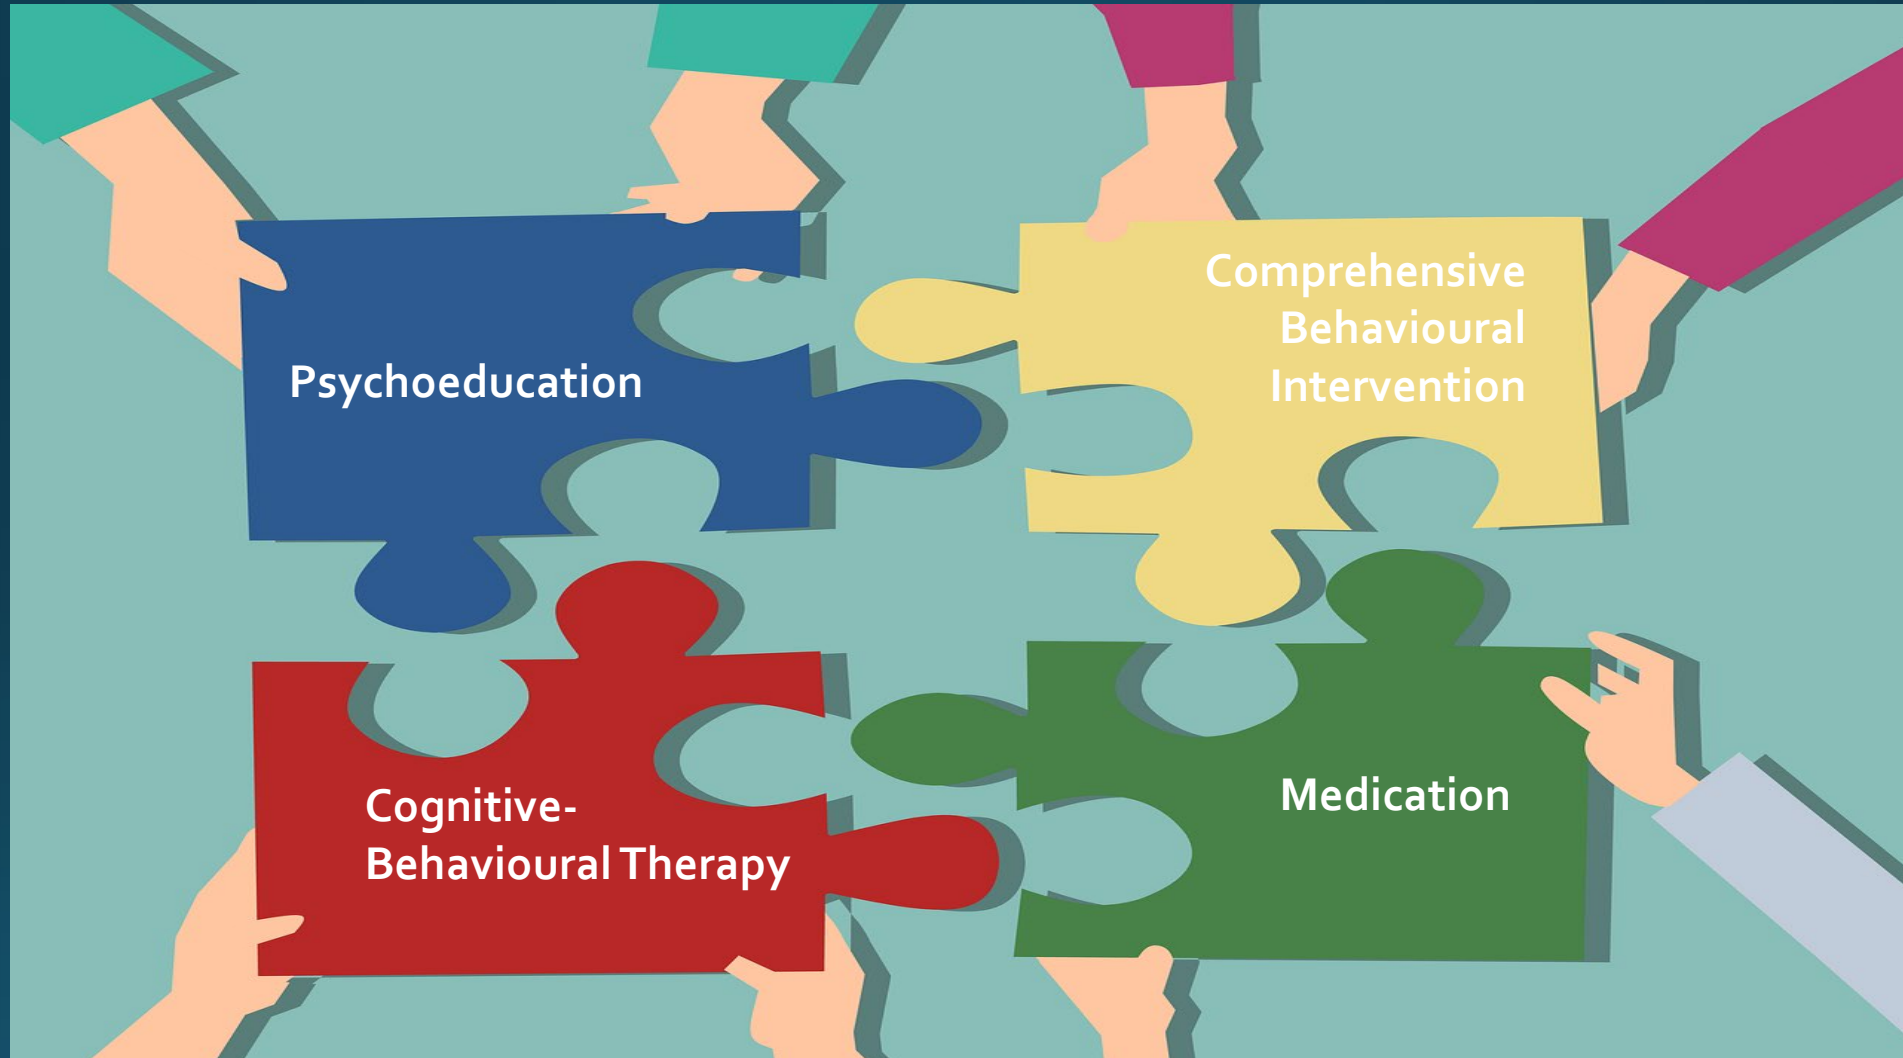 Psychoeducation
Comprehensive
Behavioural
Intervention
Cognitive-
Behavioural Therapy
Medication